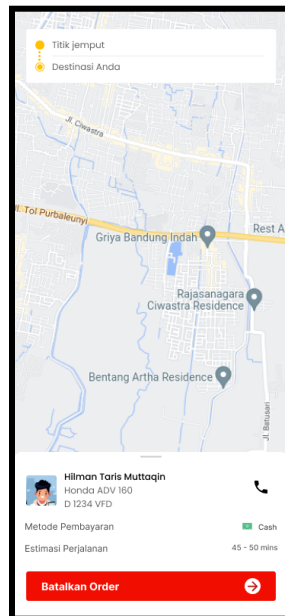 Titik jemput
Destinasi Anda
Jl. Ciwastra
Jl. Tol Purbaleunyi
Griya Bandung Indah
Rest A
Rajasanagara
Ciwastra Residence
Bentang Artha Residence
Jl. Batusari
Hilman Taris Muttaqin
Honda ADV 160
D 1234 VFD
Metode Pembayaran
Cash
Estimasi Perjalanan
45 - 50 mins
Batalkan Order